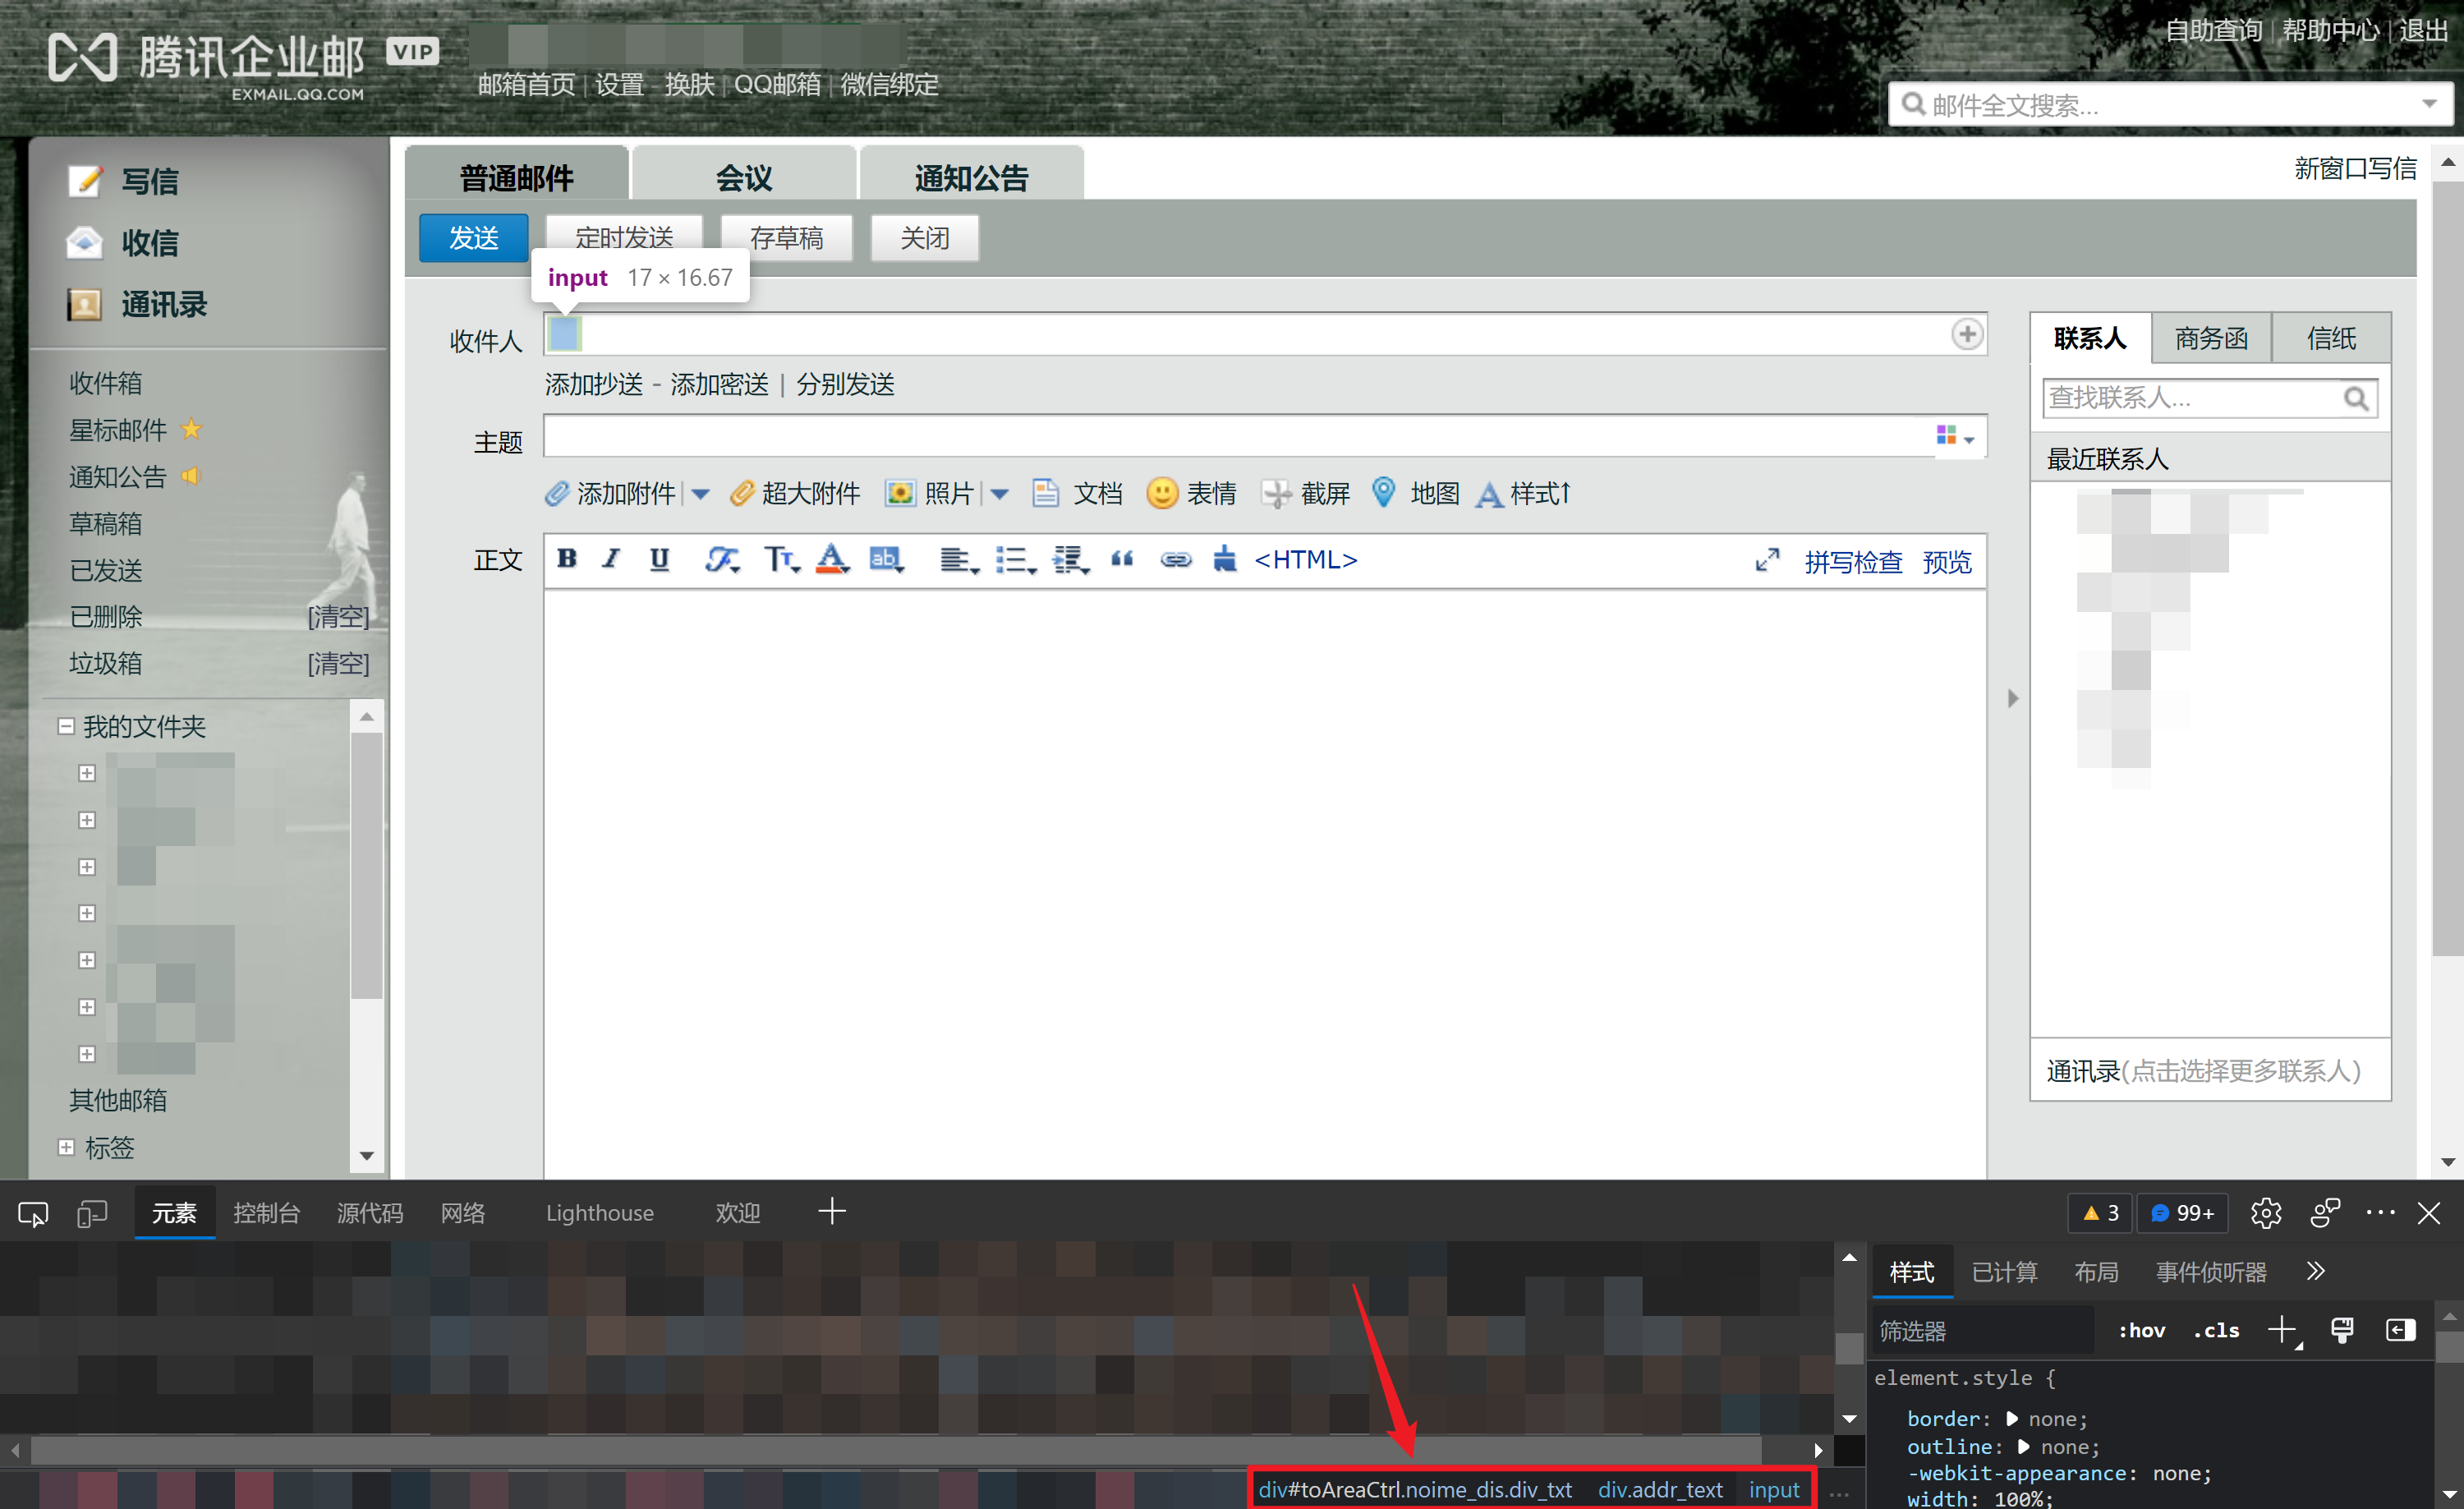 腾讯企业邮 VIP
EXMAIL.QQ.COM
邮箱首页 | 设置 - 换肤 | QQ邮箱 | 微信绑定
自助查询 | 帮助中心 | 退出
邮件全文搜索...
写信
收信
通讯录
收件箱
星标邮件
通知公告
草稿箱
已发送
已删除 [清空]
垃圾箱 [清空]
我的文件夹
其他邮箱
标签
普通邮件 会议 通知公告
新窗口写信
发送 定时发送 存草稿 关闭
input 17 × 16.67
收件人
添加抄送 - 添加密送 | 分别发送
主题
添加附件 | 超大附件 照片 | 文档 表情 截屏 地图 样式↑
正文 B I U <HTML> 拼写检查 预览
联系人 商务函 信纸
查找联系人...
最近联系人
通讯录(点击选择更多联系人)
元素 控制台 源代码 网络 Lighthouse 欢迎
3 99+
样式 已计算 布局 事件侦听器
筛选器 :hov .cls
element.style {
border: none;
outline: none;
-webkit-appearance: none;
width: 100%;
div#toAreaCtrl.noime_dis.div_txt div.addr_text input ...